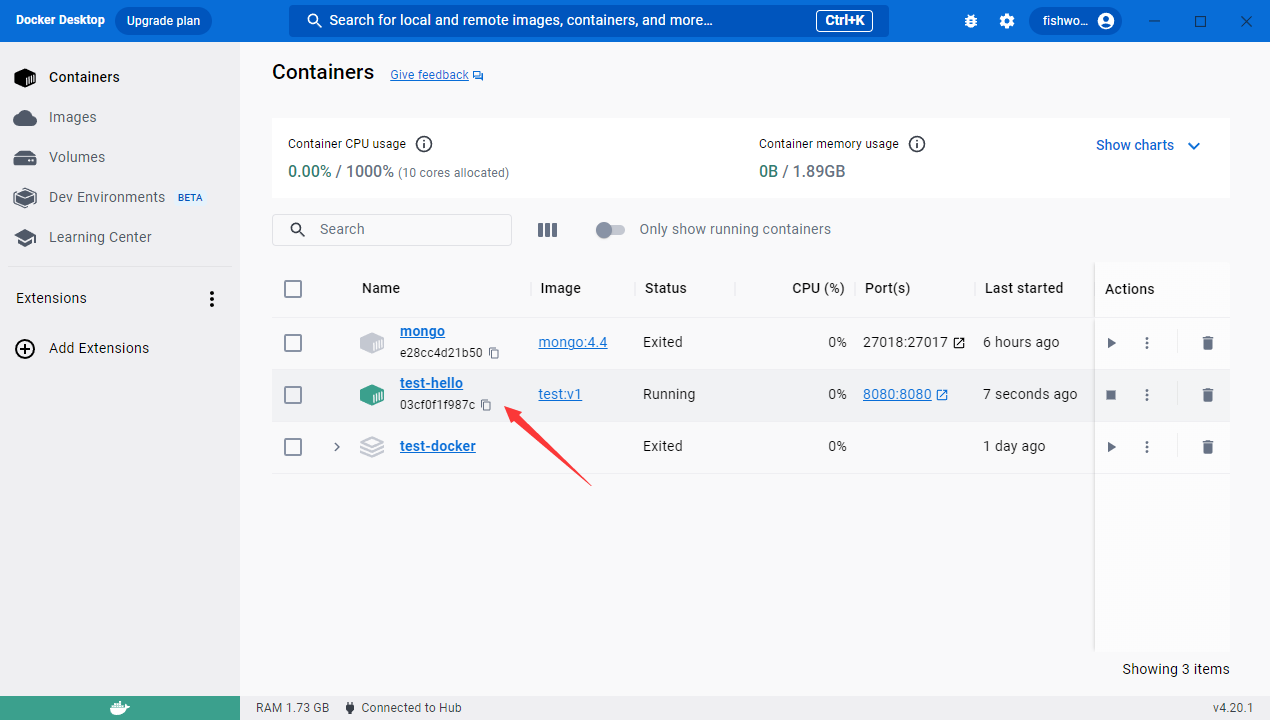 Docker Desktop Upgrade plan Search for local and remote images, containers, and more... Ctrl+K fishwo...
Containers
Images
Volumes
Dev Environments BETA
Learning Center
Extensions
Add Extensions
Containers Give feedback
Container CPU usage
0.00% / 1000% (10 cores allocated)
Container memory usage
0B / 1.89GB
Show charts
Search Only show running containers
Name Image Status CPU (%) Port(s) Last started Actions
mongo
e28cc4d21b50 mongo:4.4 Exited 0% 27018:27017 6 hours ago
test-hello
03cf0f1f987c test:v1 Running 0% 8080:8080 7 seconds ago
test-docker Exited 0% 1 day ago
Showing 3 items
RAM 1.73 GB Connected to Hub v4.20.1